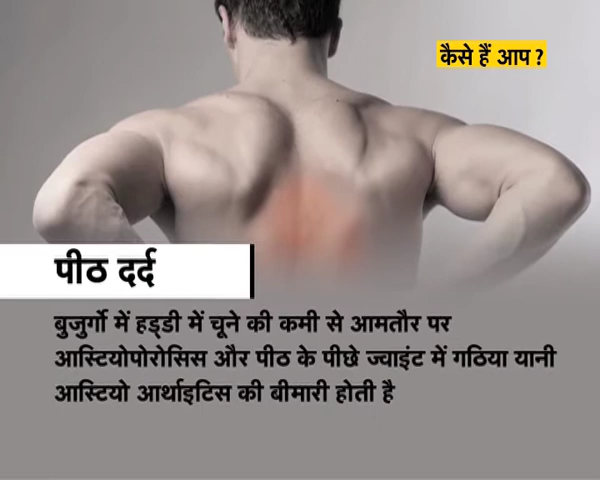 कैसे हैं आप ?
पीठ दर्द
बुजुर्गो में हड्डी में चूने की कमी से आमतौर पर
आस्टियोपोरोसिस और पीठ के पीछे ज्वाइंट में गठिया यानी
आस्टियो आर्थाइटिस की बीमारी होती है